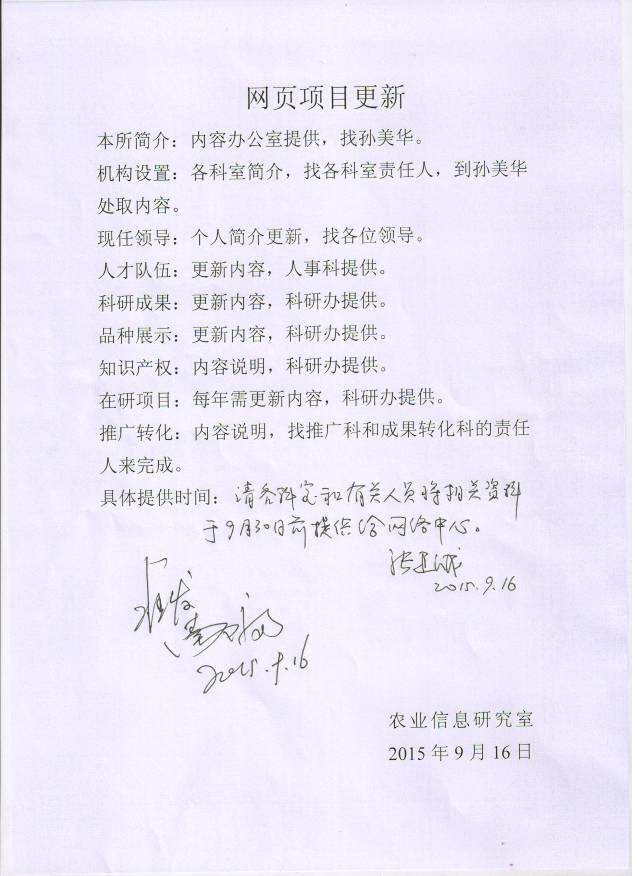 网页项目更新
本所简介：内容办公室提供，找孙美华。
机构设置：各科室简介，找各科室责任人，到孙美华
处取内容。
现任领导：个人简介更新，找各位领导。
人才队伍：更新内容，人事科提供。
科研成果：更新内容，科研办提供。
品种展示：更新内容，科研办提供。
知识产权：内容说明，科研办提供。
在研项目：每年需更新内容，科研办提供。
推广转化：内容说明，找推广科和成果转化科的责任
人来完成。
具体提供时间：请各科室和有关人员将相关资料
于9月30日前提供给网络中心。
2015.9.16
2015.9.16
农业信息研究室
2015 年 9 月 16 日